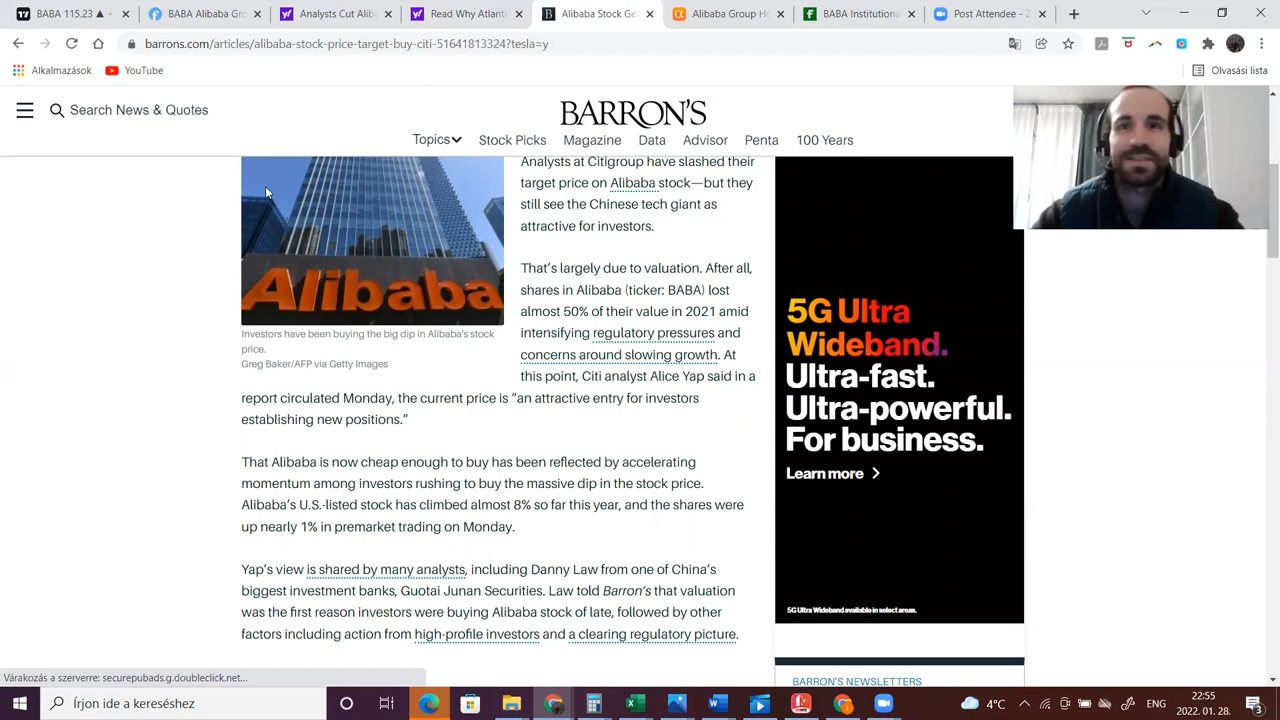 BABA 115.23 ▲ +
BABA Alibaba G
Analysts Cut Alib
Read Why Atlant
Alibaba Stock Ge
Alibaba Group H
BABA Institutiona
Post Attendee - Z
barrons.com/articles/alibaba-stock-price-target-buy-citi-51641813324?tesla=y
Alkalmazások
YouTube
Olvasási lista
Search News & Quotes
BARRON'S
Topics
Stock Picks
Magazine
Data
Advisor
Penta
100 Years
Alibaba
Investors have been buying the big dip in Alibaba's stock
price.
Greg Baker/AFP via Getty Images
Analysts at Citigroup have slashed their
target price on Alibaba stock—but they
still see the Chinese tech giant as
attractive for investors.
That's largely due to valuation. After all,
shares in Alibaba (ticker: BABA) lost
almost 50% of their value in 2021 amid
intensifying regulatory pressures and
concerns around slowing growth. At
this point, Citi analyst Alice Yap said in a
report circulated Monday, the current price is “an attractive entry for investors
establishing new positions.”
That Alibaba is now cheap enough to buy has been reflected by accelerating
momentum among investors rushing to buy the massive dip in the stock price.
Alibaba's U.S.-listed stock has climbed almost 8% so far this year, and the shares were
up nearly 1% in premarket trading on Monday.
Yap's view is shared by many analysts, including Danny Law from one of China's
biggest investment banks, Guotai Junan Securities. Law told Barron's that valuation
was the first reason investors were buying Alibaba stock of late, followed by other
factors including action from high-profile investors and a clearing regulatory picture.
5G Ultra
Wideband.
Ultra-fast.
Ultra-powerful.
For business.
Learn more
5G Ultra Wideband available in select areas.
BARRON'S NEWSLETTERS
Várakozás a szerverre: securepubads.g.doubleclick.net...
Írjon ide a kereséshez
4°C
ENG
22:55
2022. 01. 28.
3